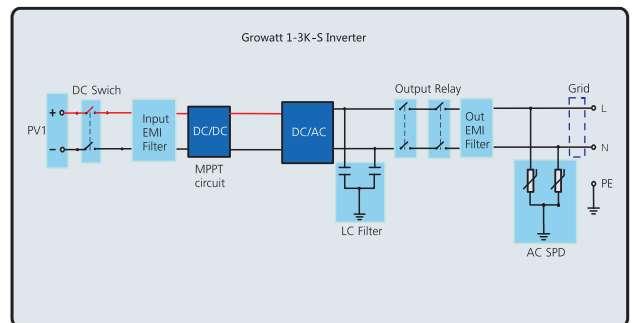 Growatt 1-3K-S Inverter
DC Swich
Output Relay
Grid
+
PV1
-
Input
EMI
Filter
DC/DC
MPPT
circuit
DC/AC
LC Filter
Out
EMI
Filter
L
N
PE
AC SPD